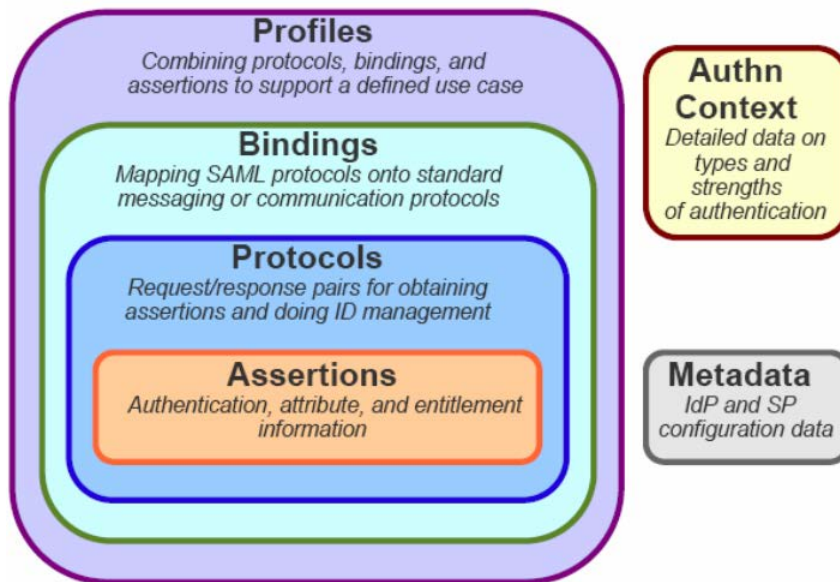 Profiles
Combining protocols, bindings, and
assertions to support a defined use case
Bindings
Mapping SAML protocols onto standard
messaging or communication protocols
Protocols
Request/response pairs for obtaining
assertions and doing ID management
Assertions
Authentication, attribute, and entitlement
information
Authn
Context
Detailed data on
types and
strengths
of authentication
Metadata
IdP and SP
configuration data